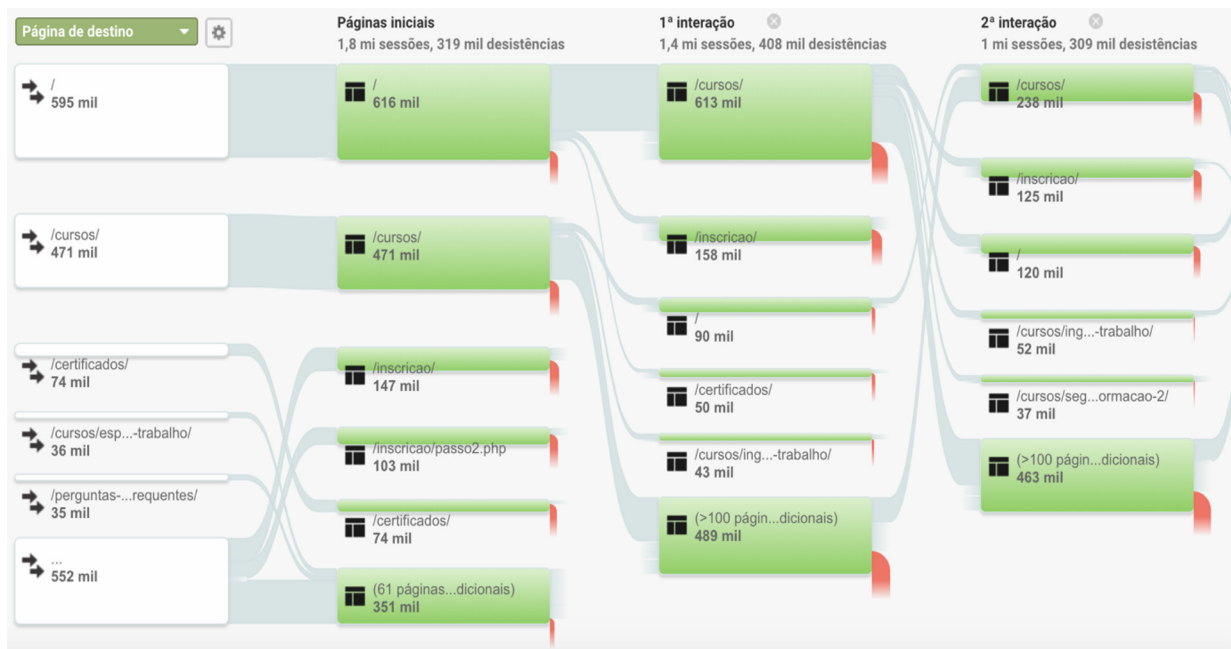 Página de destino
Páginas iniciais
1,8 mi sessões, 319 mil desistências
1ª interação
1,4 mi sessões, 408 mil desistências
2ª interação
1 mi sessões, 309 mil desistências
/
595 mil
/cursos/
471 mil
/certificados/
74 mil
/cursos/esp...-trabalho/
36 mil
/perguntas-...requentes/
35 mil
...
552 mil
/
616 mil
/cursos/
471 mil
/inscricao/
147 mil
/inscricao/passo2.php
103 mil
/certificados/
74 mil
(61 páginas...dicionais)
351 mil
/cursos/
613 mil
/inscricao/
158 mil
/
90 mil
/certificados/
50 mil
/cursos/ing...-trabalho/
43 mil
(>100 págin...dicionais)
489 mil
/cursos/
238 mil
/inscricao/
125 mil
/
120 mil
/cursos/ing...-trabalho/
52 mil
/cursos/seg...ormacao-2/
37 mil
(>100 págin...dicionais)
463 mil